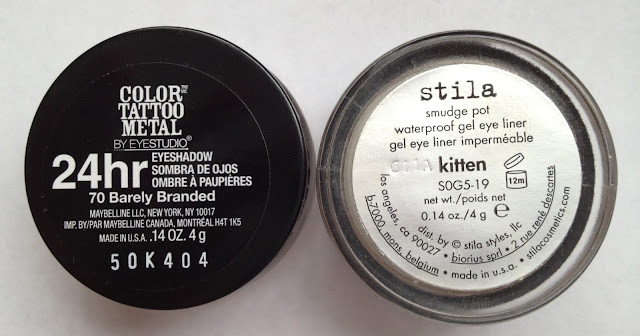 COLOR
TATTOO
METAL
BY EYESTUDIO®
24hr
EYESHADOW
SOMBRA DE OJOS
OMBRE À PAUPIÈRES
70 Barely Branded
MAYBELLINE LLC, NEW YORK, NY 10017
IMP. BY/PAR MAYBELLINE CANADA, MONTRÉAL H4T 1K5
MADE IN U.S.A. .14 OZ. 4 g
50K404
stila
smudge pot
waterproof gel eye liner
gel eye liner imperméable
kitten
S0G5-19
12m
net wt./poids net
0.14 oz./4 g e
dist. by © stila styles, llc
los angeles, ca 90027 • biorius sprl • 2 rue rené descartes
b7000 mons, belgium • made in u.s.a. • stilacosmetics.com